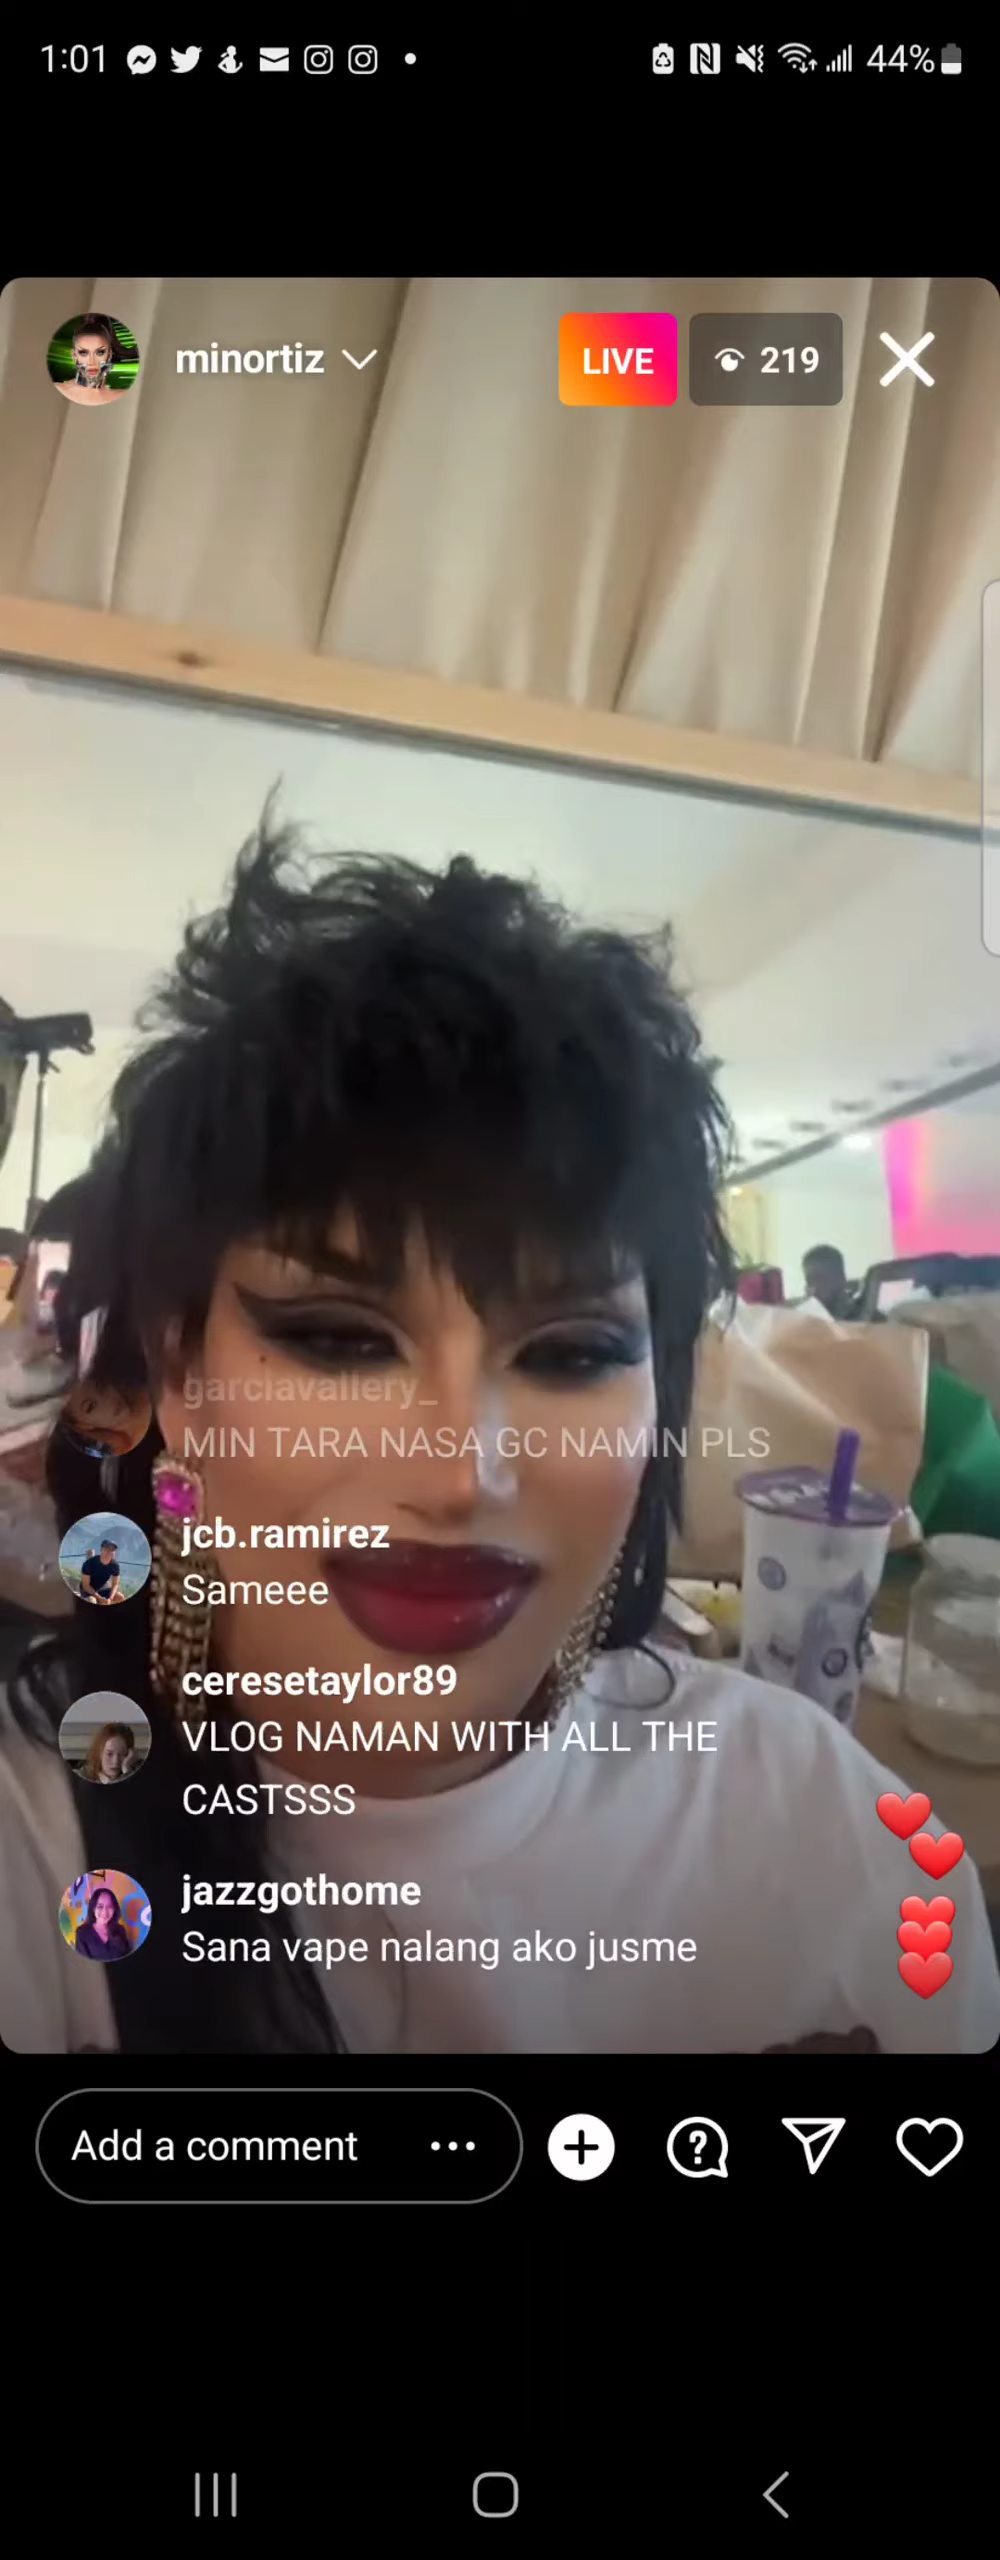 1:01
44%
minortiz
LIVE
219
garciavallery_
MIN TARA NASA GC NAMIN PLS
jcb.ramirez
Sameee
ceresetaylor89
VLOG NAMAN WITH ALL THE
CASTSSS
jazzgothome
Sana vape nalang ako jusme
Add a comment